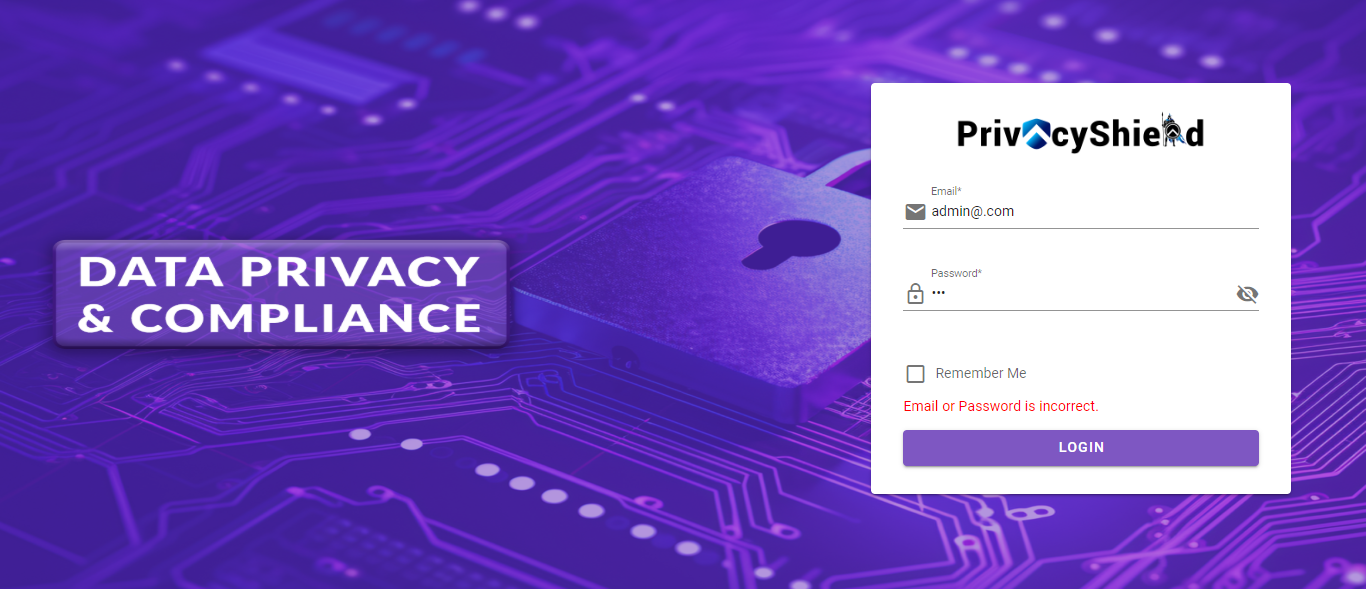 DATA PRIVACY
& COMPLIANCE
PrivacyShield
Email*
admin@.com
Password*
•••
Remember Me
Email or Password is incorrect.
LOGIN